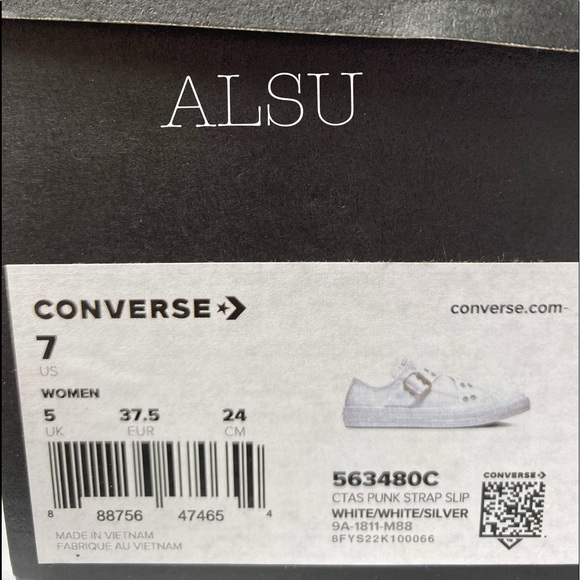 ALSU
CONVERSE converse.com
7
US
WOMEN
5 37.5 24
UK EUR CM
8 88756 47465 4
MADE IN VIETNAM
FABRIQUE AU VIETNAM
563480C
CTAS PUNK STRAP SLIP
WHITE/WHITE/SILVER
9A-1811-M88
8FYS22K100066
CONVERSE